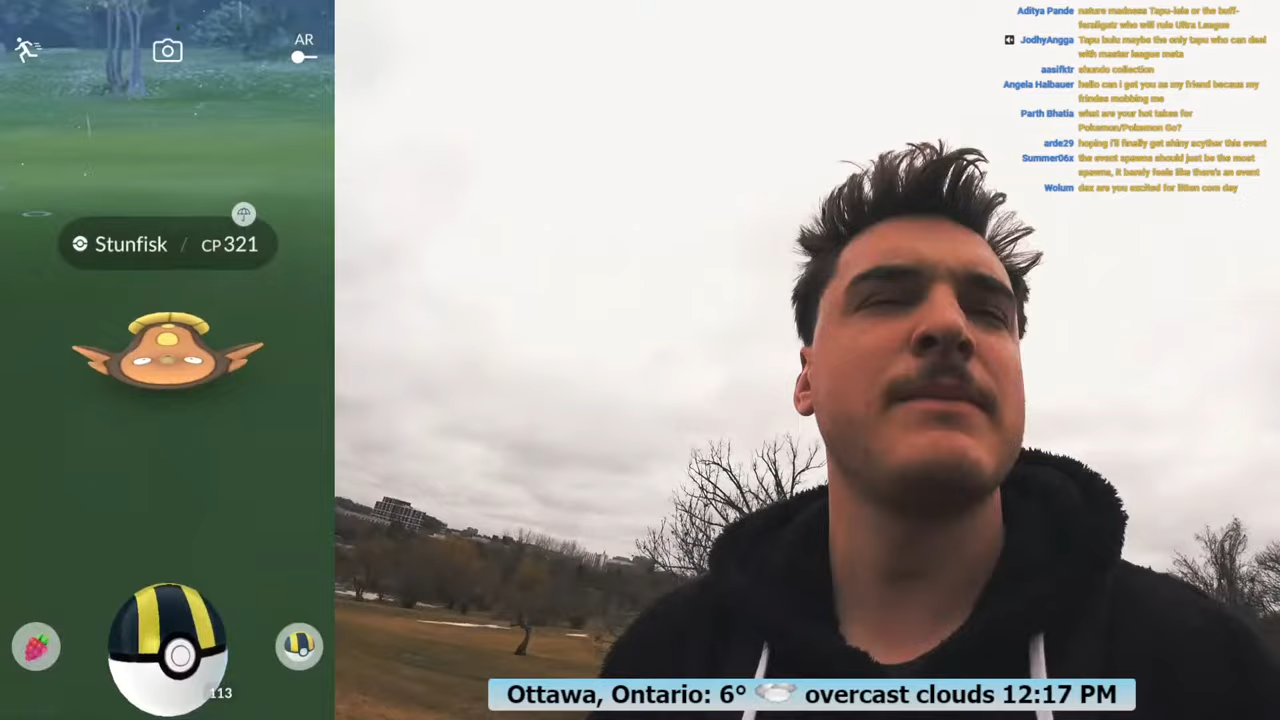 AR
Stunfisk / CP321
113
Aditya Pande nature madness Tapu-lele or the buff-
feraligatr who will rule Ultra League
JodhyAngga Tapu bulu maybe the only tapu who can deal
with master league meta
aasifktr shundo collection
Angela Haibauer hello can i got you as my friend becaus my
frindes mobbing me
Parth Bhatia what are your hot takes for
Pokemon/Pokemon Go?
arde29 hoping i'll finally get shiny scyther this event
Summer06x the event spawns should just be the most
spawns, it barely feels like there's an event
Wolum daz are you excited for litten com day
Ottawa, Ontario: 6° overcast clouds 12:17 PM